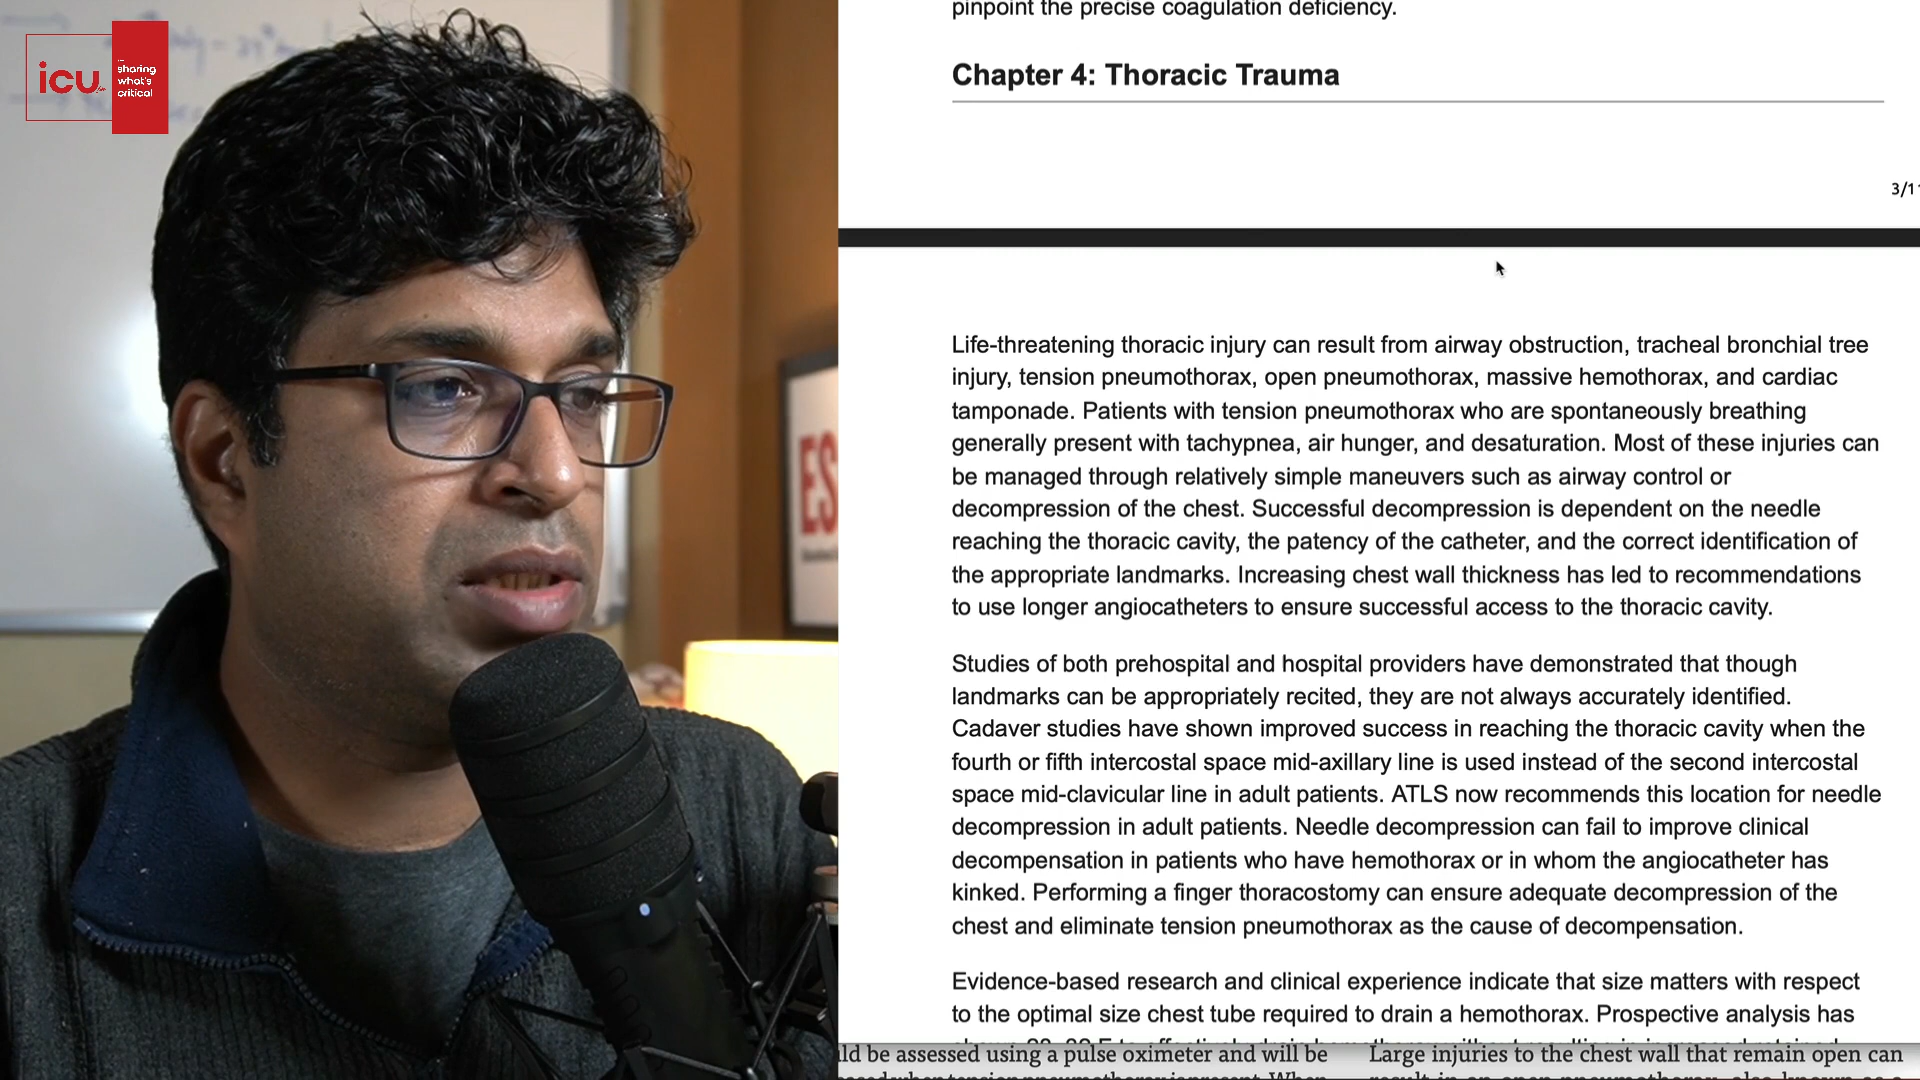 icu
sharing
what's
critical
ES
pinpoint the precise coagulation deficiency.
Chapter 4: Thoracic Trauma
3/1
Life-threatening thoracic injury can result from airway obstruction, tracheal bronchial tree
injury, tension pneumothorax, open pneumothorax, massive hemothorax, and cardiac
tamponade. Patients with tension pneumothorax who are spontaneously breathing
generally present with tachypnea, air hunger, and desaturation. Most of these injuries can
be managed through relatively simple maneuvers such as airway control or
decompression of the chest. Successful decompression is dependent on the needle
reaching the thoracic cavity, the patency of the catheter, and the correct identification of
the appropriate landmarks. Increasing chest wall thickness has led to recommendations
to use longer angiocatheters to ensure successful access to the thoracic cavity.
Studies of both prehospital and hospital providers have demonstrated that though
landmarks can be appropriately recited, they are not always accurately identified.
Cadaver studies have shown improved success in reaching the thoracic cavity when the
fourth or fifth intercostal space mid-axillary line is used instead of the second intercostal
space mid-clavicular line in adult patients. ATLS now recommends this location for needle
decompression in adult patients. Needle decompression can fail to improve clinical
decompensation in patients who have hemothorax or in whom the angiocatheter has
kinked. Performing a finger thoracostomy can ensure adequate decompression of the
chest and eliminate tension pneumothorax as the cause of decompensation.
Evidence-based research and clinical experience indicate that size matters with respect
to the optimal size chest tube required to drain a hemothorax. Prospective analysis has
ld be assessed using a pulse oximeter and will be
Large injuries to the chest wall that remain open can